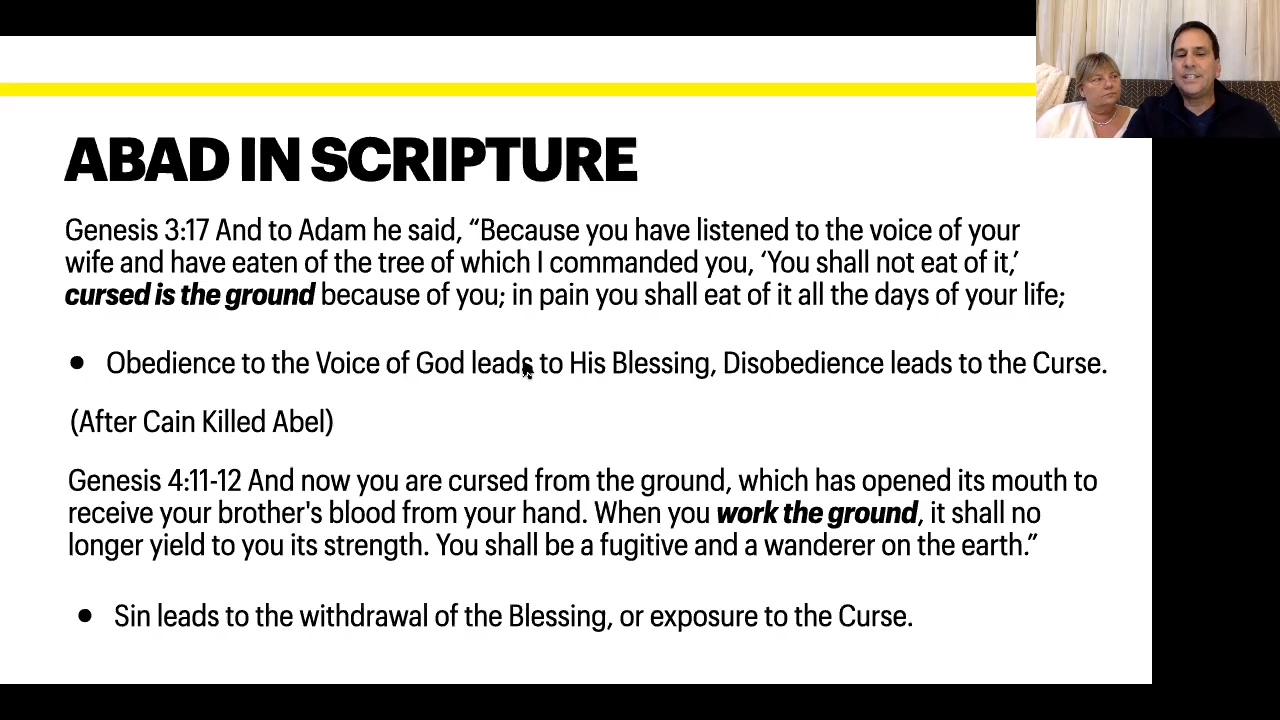 ABAD IN SCRIPTURE
Genesis 3:17 And to Adam he said, “Because you have listened to the voice of your
wife and have eaten of the tree of which I commanded you, ‘You shall not eat of it,’
cursed is the ground because of you; in pain you shall eat of it all the days of your life;
• Obedience to the Voice of God leads to His Blessing, Disobedience leads to the Curse.
(After Cain Killed Abel)
Genesis 4:11-12 And now you are cursed from the ground, which has opened its mouth to
receive your brother's blood from your hand. When you work the ground, it shall no
longer yield to you its strength. You shall be a fugitive and a wanderer on the earth.”
• Sin leads to the withdrawal of the Blessing, or exposure to the Curse.